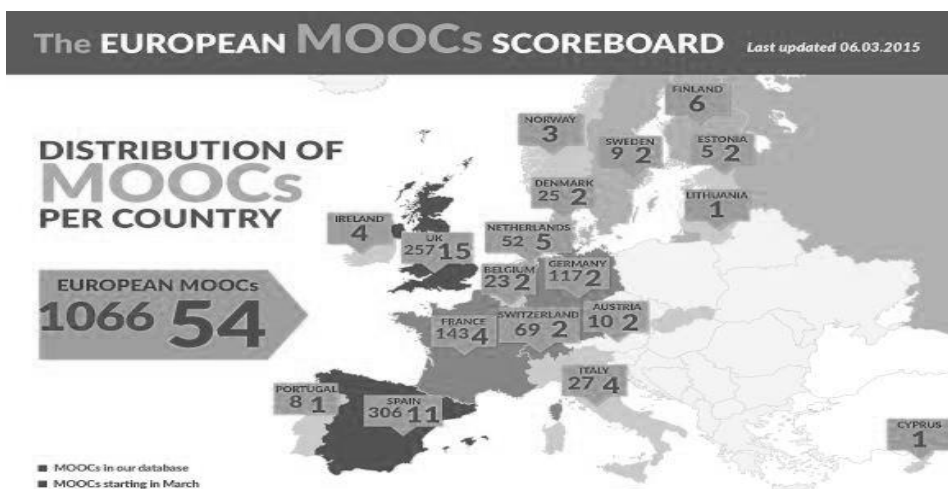 The EUROPEAN MOOCs SCOREBOARD Last updated 06.03.2015
DISTRIBUTION OF
MOOCs
PER COUNTRY
EUROPEAN MOOCs
1066 54
FINLAND
6
NORWAY
3
SWEDEN
9 2
ESTONIA
5 2
DENMARK
25 2
LITHUANIA
1
IRELAND
4
UK
257 15
NETHERLANDS
52 5
BELGIUM
23 2
GERMANY
117 2
FRANCE
143 4
SWITZERLAND
69 2
AUSTRIA
10 2
ITALY
27 4
PORTUGAL
8 1
SPAIN
306 11
CYPRUS
1
MOOCs in our database
MOOCs starting in March